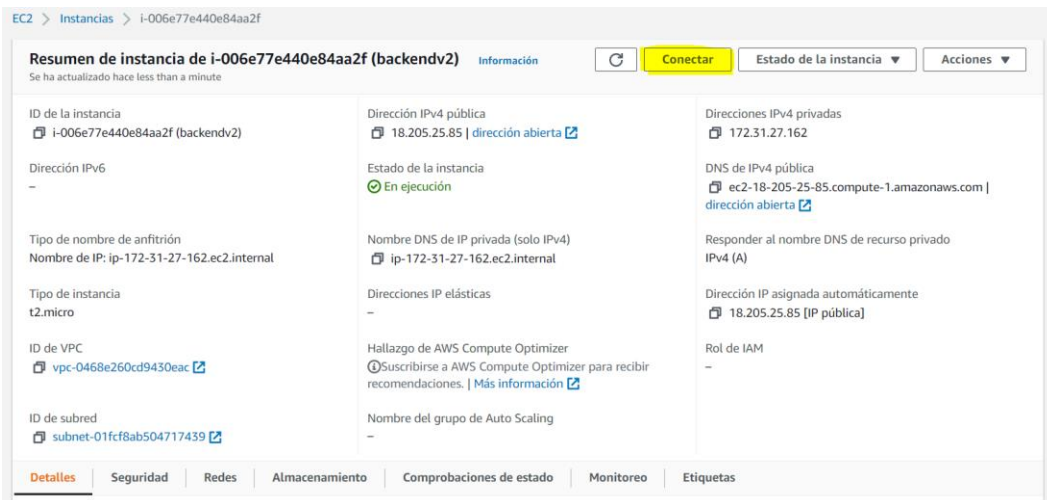 EC2 > Instancias > i-006e77e440e84aa2f
Resumen de instancia de i-006e77e440e84aa2f (backendv2) Información
Conectar
Estado de la instancia ▼
Acciones ▼
Se ha actualizado hace less than a minute
ID de la instancia
i-006e77e440e84aa2f (backendv2)
Dirección IPv4 pública
18.205.25.85 | dirección abierta
Direcciones IPv4 privadas
172.31.27.162
Dirección IPv6
–
Estado de la instancia
En ejecución
DNS de IPv4 pública
ec2-18-205-25-85.compute-1.amazonaws.com |
dirección abierta
Tipo de nombre de anfitrión
Nombre de IP: ip-172-31-27-162.ec2.internal
Nombre DNS de IP privada (solo IPv4)
ip-172-31-27-162.ec2.internal
Responder al nombre DNS de recurso privado
IPv4 (A)
Tipo de instancia
t2.micro
Direcciones IP elásticas
–
Dirección IP asignada automáticamente
18.205.25.85 [IP pública]
ID de VPC
vpc-0468e260cd9430eac
Hallazgo de AWS Compute Optimizer
Suscribirse a AWS Compute Optimizer para recibir
recomendaciones. | Más información
Rol de IAM
–
ID de subred
subnet-01fcf8ab504717439
Nombre del grupo de Auto Scaling
–
Detalles
Seguridad
Redes
Almacenamiento
Comprobaciones de estado
Monitoreo
Etiquetas